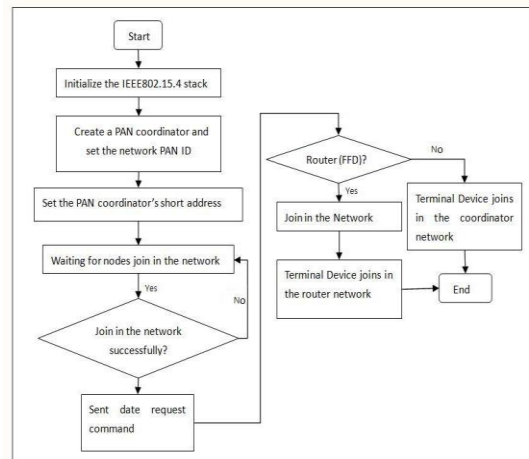 Start
Initialize the IEEE802.15.4 stack
Create a PAN coordinator and
set the network PAN ID
Set the PAN coordinator's short address
Waiting for nodes join in the network
Yes
No
Join in the network
successfully?
Sent date request
command
Router (FFD)?
No
Yes
Join in the Network
Terminal Device joins
in the coordinator
network
Terminal Device joins in
the router network
End